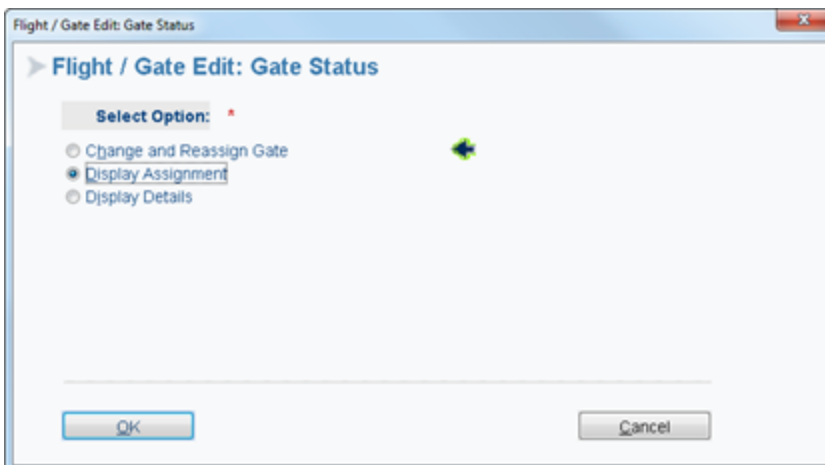 Flight / Gate Edit: Gate Status
Flight / Gate Edit: Gate Status
Select Option: *
Change and Reassign Gate
Display Assignment
Display Details
OK
Cancel